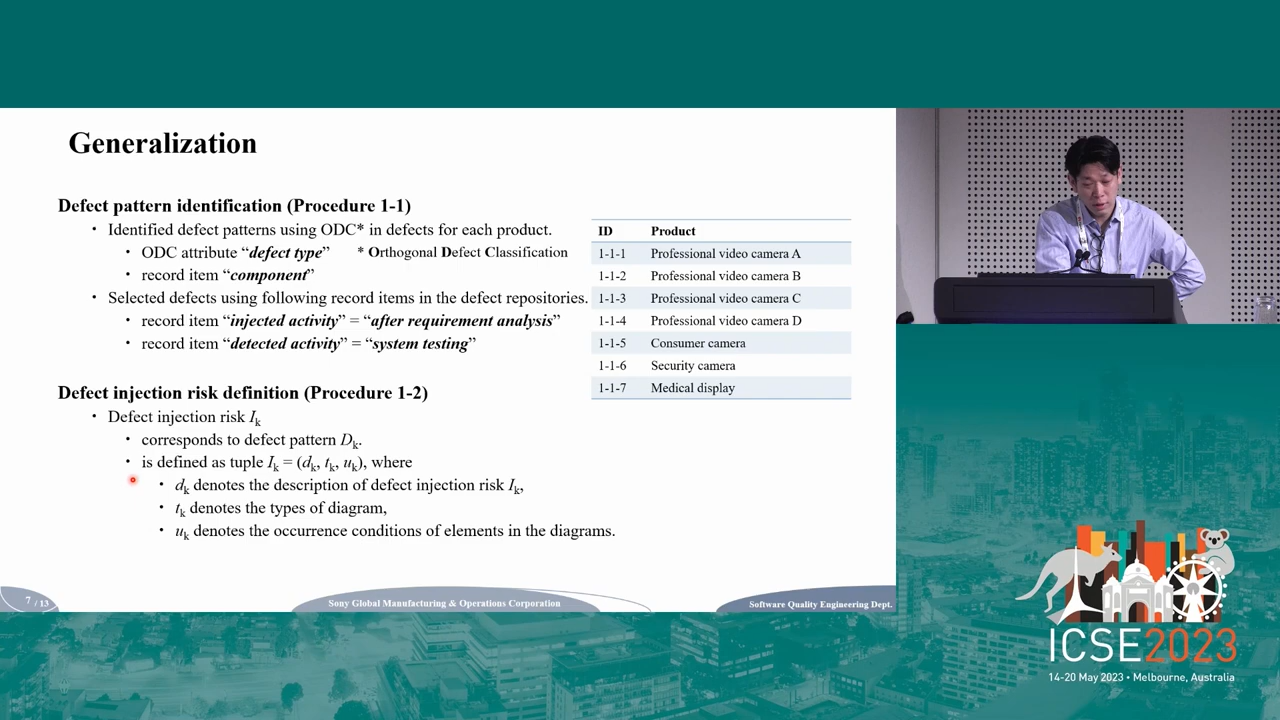 Generalization
Defect pattern identification (Procedure 1-1)
• Identified defect patterns using ODC* in defects for each product.
• ODC attribute “defect type” * Orthogonal Defect Classification
• record item “component”
• Selected defects using following record items in the defect repositories.
• record item “injected activity” = “after requirement analysis”
• record item “detected activity” = “system testing”
Defect injection risk definition (Procedure 1-2)
• Defect injection risk Ik
• corresponds to defect pattern Dk.
• is defined as tuple Ik = (dk, tk, uk), where
• dk denotes the description of defect injection risk Ik,
• tk denotes the types of diagram,
• uk denotes the occurrence conditions of elements in the diagrams.
ID Product
1-1-1 Professional video camera A
1-1-2 Professional video camera B
1-1-3 Professional video camera C
1-1-4 Professional video camera D
1-1-5 Consumer camera
1-1-6 Security camera
1-1-7 Medical display
7 / 13
Sony Global Manufacturing & Operations Corporation
Software Quality Engineering Dept.
ICSE2023
14-20 May 2023 • Melbourne, Australia